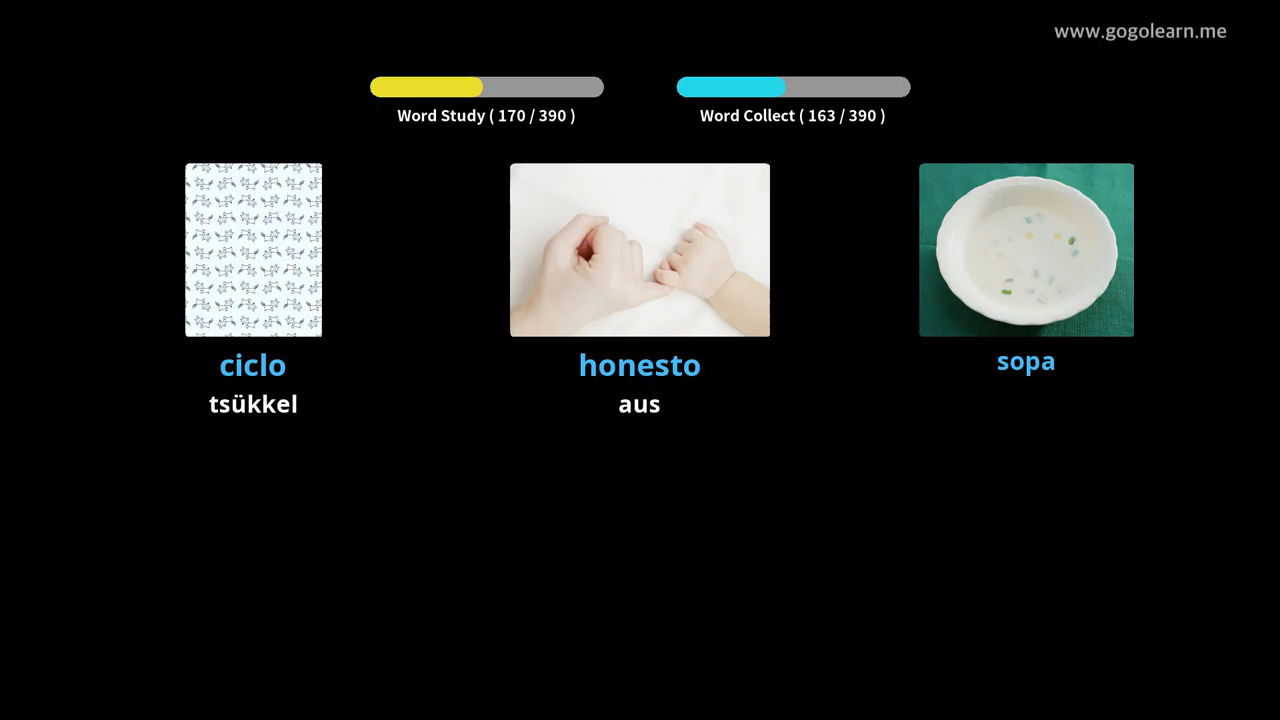 www.gogolearn.me
Word Study ( 170 / 390 )
Word Collect ( 163 / 390 )
ciclo
honesto
sopa
tsükkel
aus